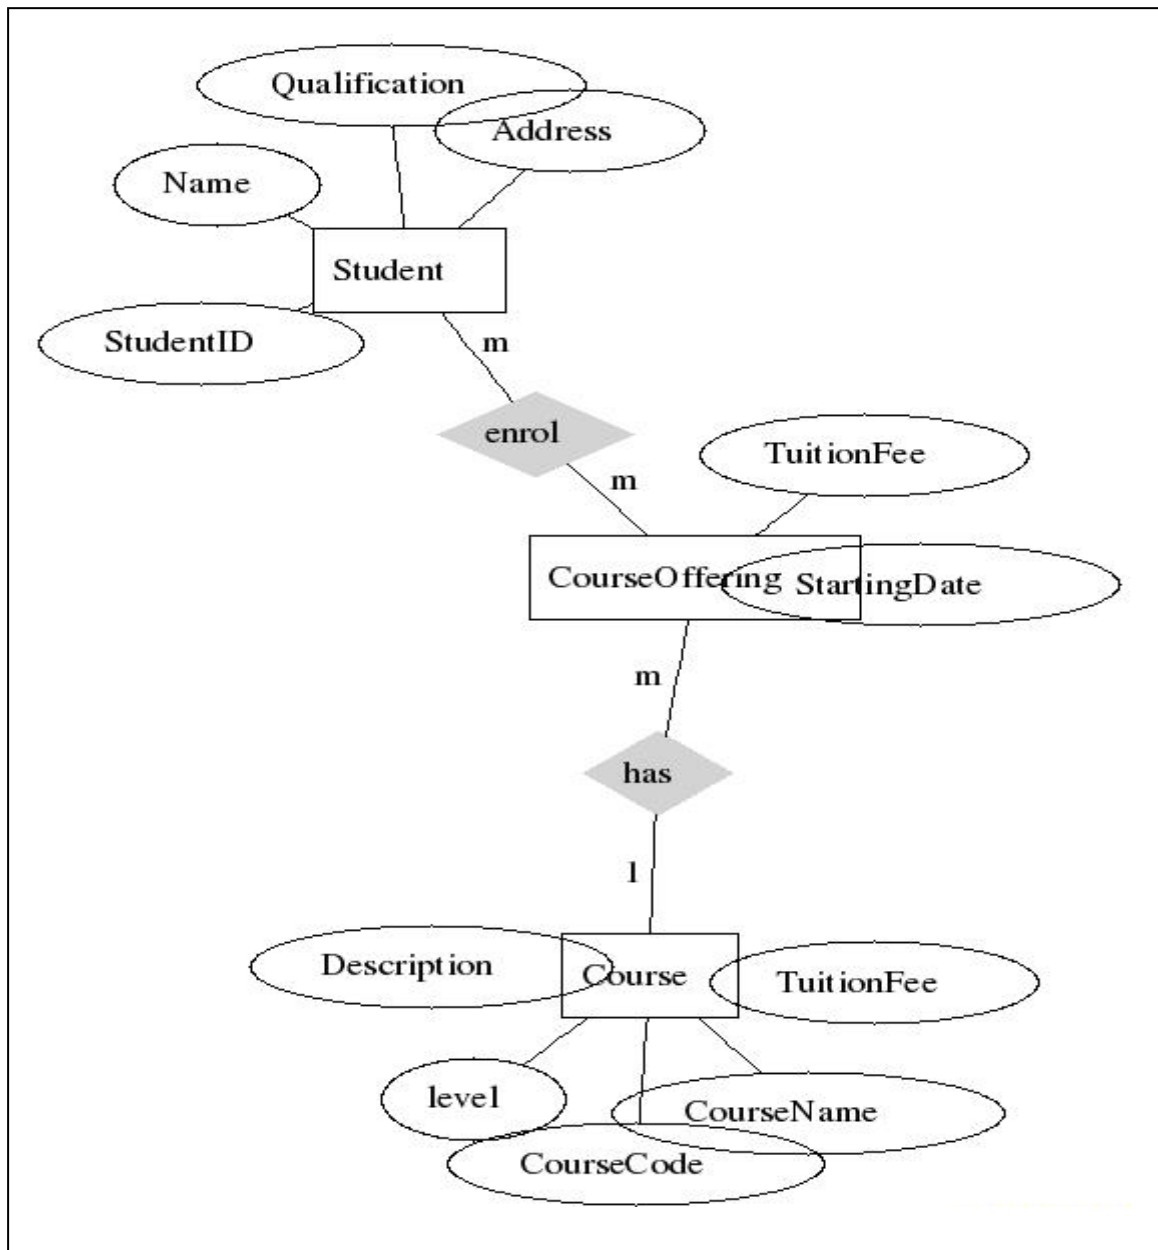 Qualification
Address
Name
Student
StudentID
m
enrol
m
TuitionFee
CourseOffering
StartingDate
m
has
1
Description
Course
TuitionFee
level
CourseName
CourseCode